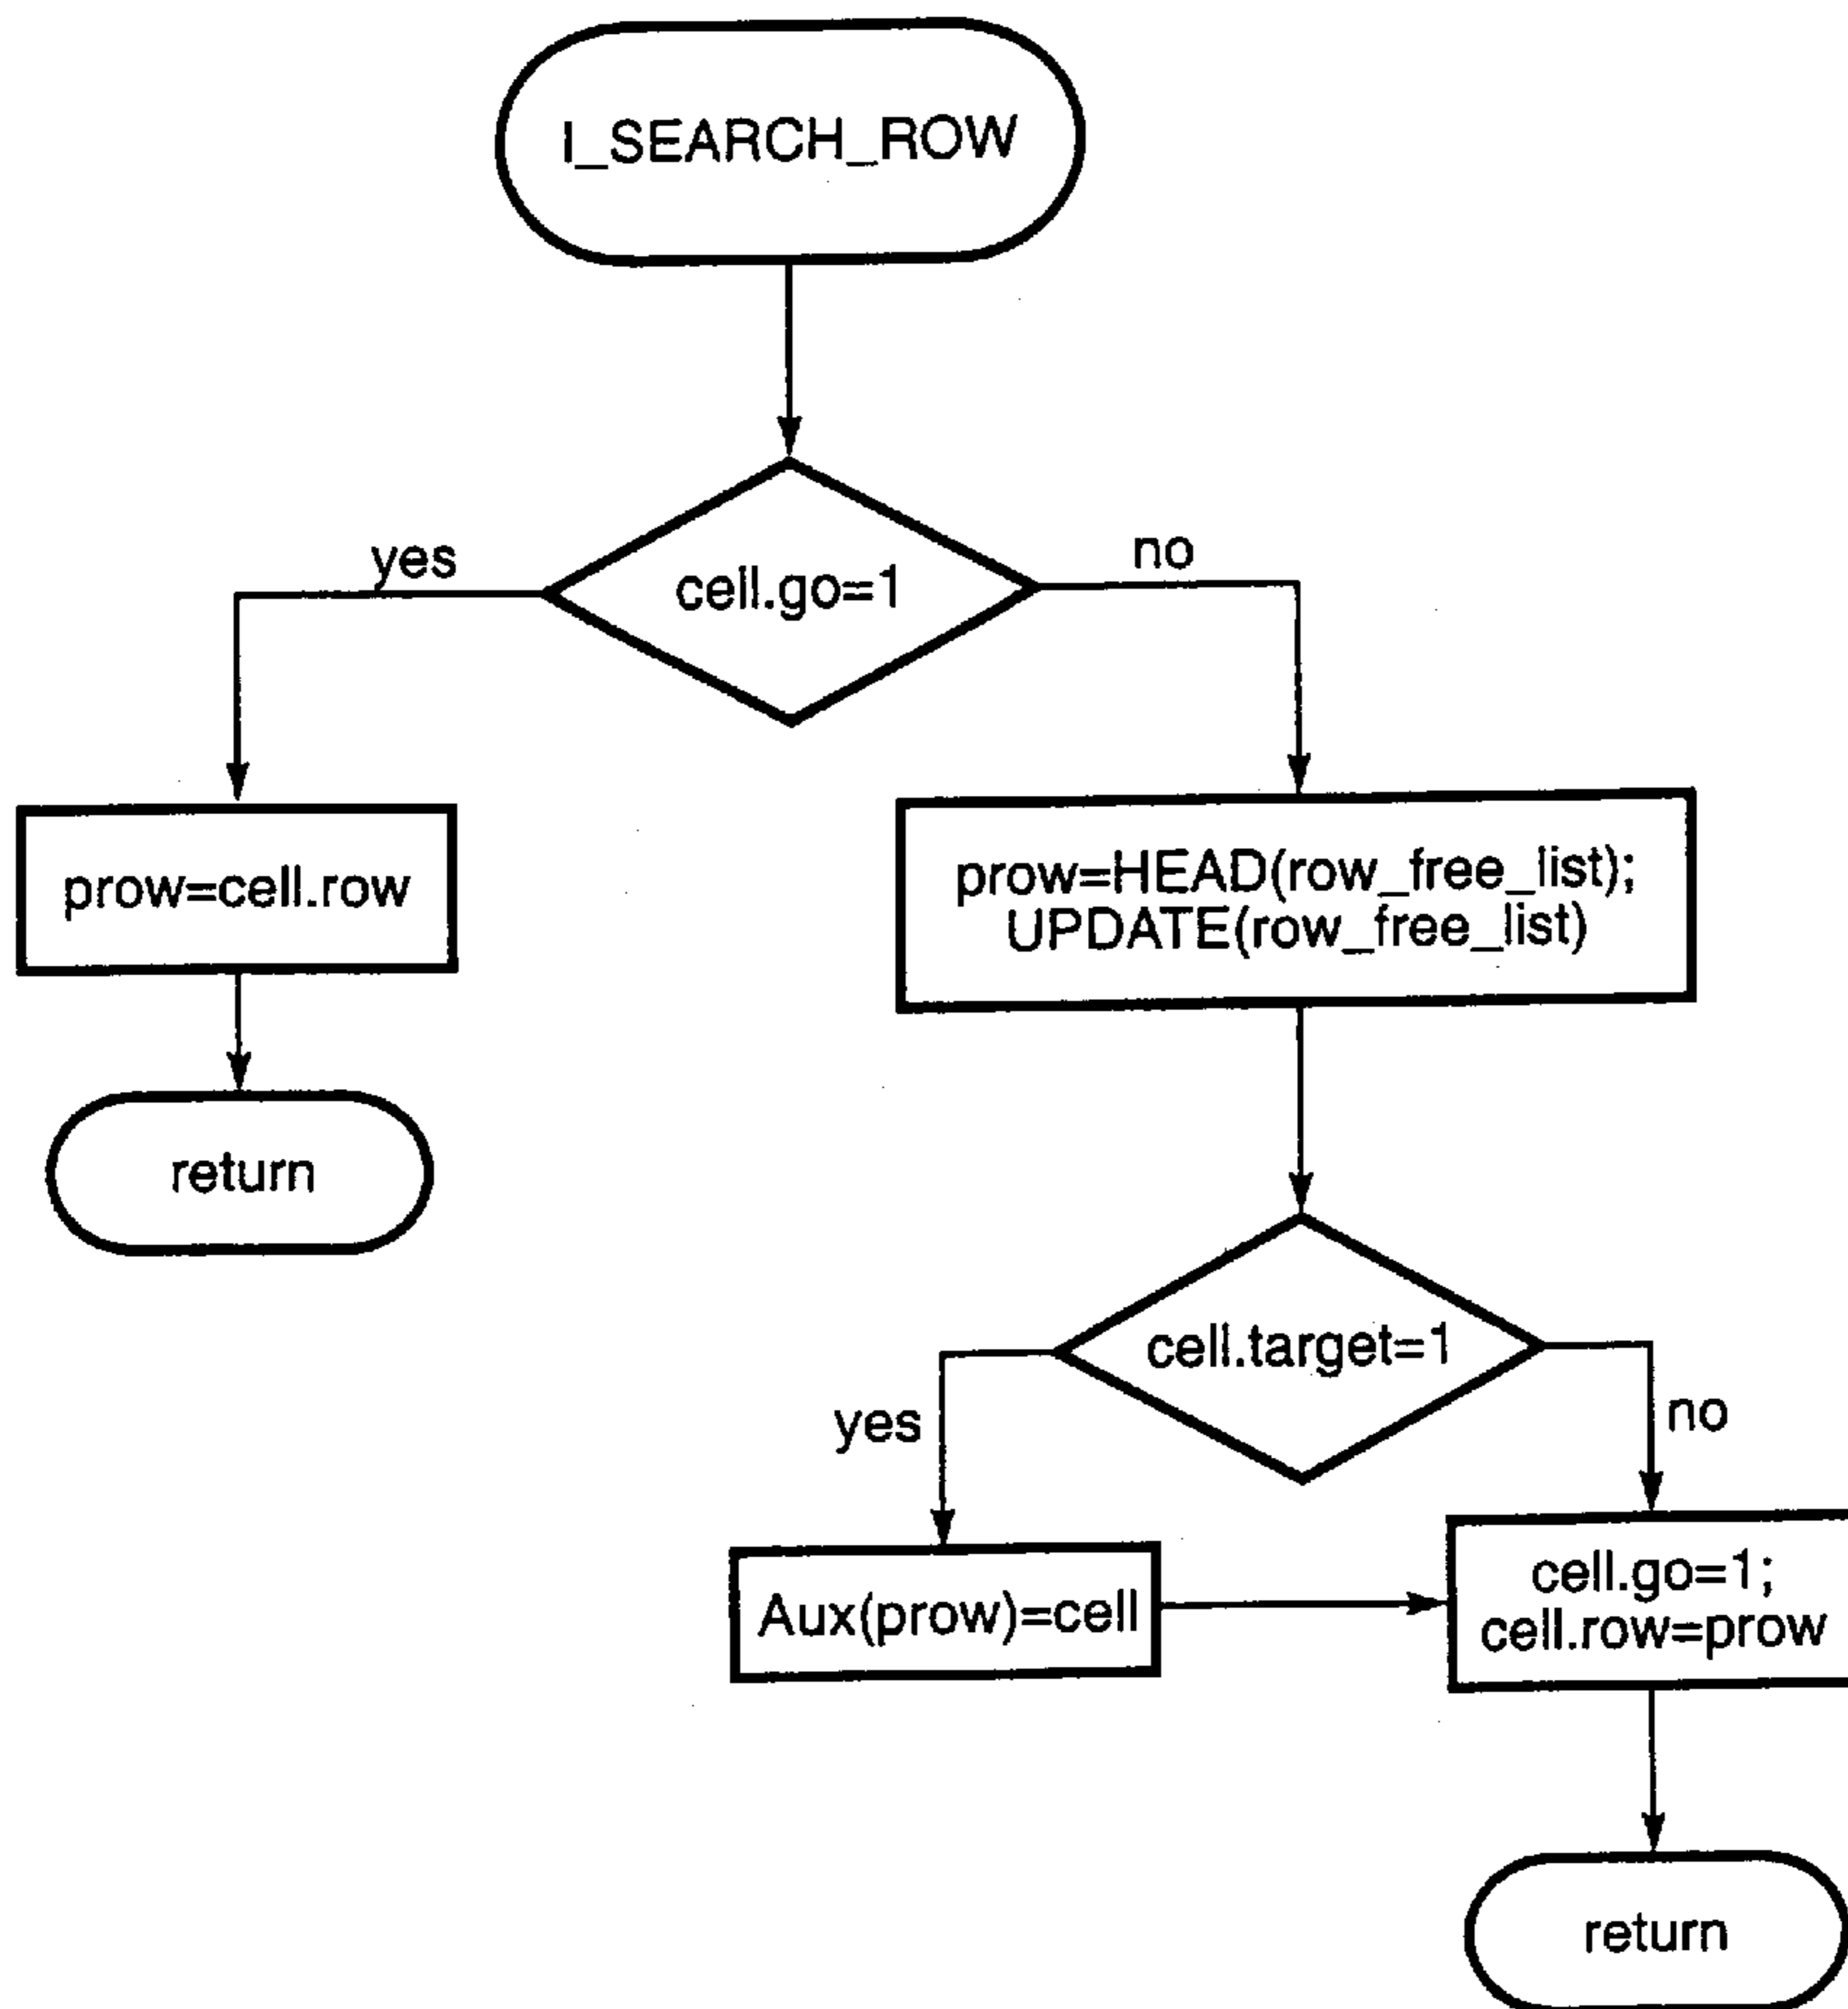 I_SEARCH_ROW
cell.go=1
yes
no
prow=cell.row
prow=HEAD(row_free_list);
UPDATE(row_free_list)
return
cell.target=1
yes
no
Aux(prow)=cell
cell.go=1;
cell.row=prow
return